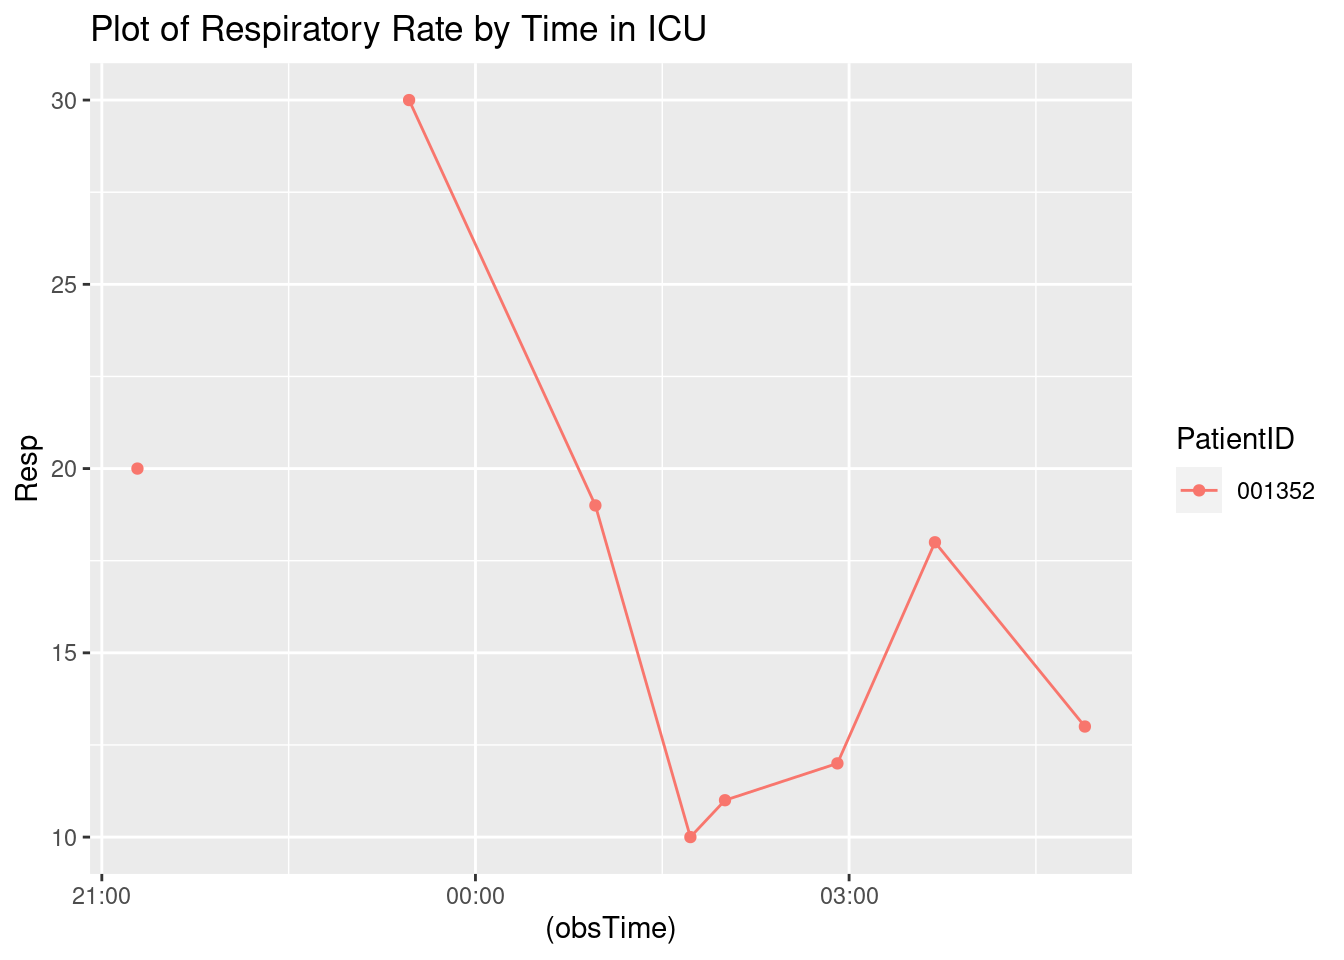 Plot of Respiratory Rate by Time in ICU
30
25
20
15
10
Resp
21:00
00:00
03:00
(obsTime)
PatientID
001352